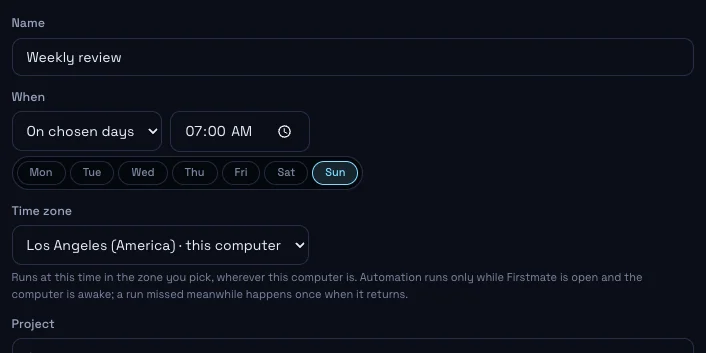 Name
Weekly review
When
On chosen days 07:00 AM
Mon Tue Wed Thu Fri Sat Sun
Time zone
Los Angeles (America) · this computer
Runs at this time in the zone you pick, wherever this computer is. Automation runs only while Firstmate is open and the
computer is awake; a run missed meanwhile happens once when it returns.
Project